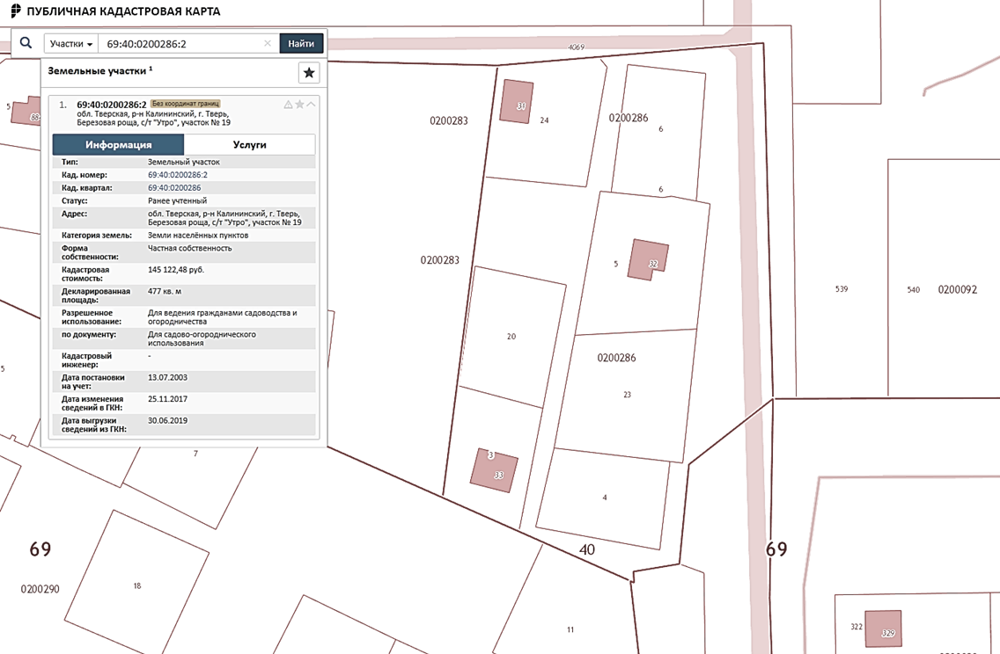 ПУБЛИЧНАЯ КАДАСТРОВАЯ КАРТА
Участки 69:40:0200286:2 × Найти
Земельные участки 1
1. 69:40:0200286:2 Без координат границ
обл. Тверская, р-н Калининский, г. Тверь,
Березовая роща, с/т "Утро", участок № 19
Информация Услуги
Тип: Земельный участок
Кад. номер: 69:40:0200286:2
Кад. квартал: 69:40:0200286
Статус: Ранее учтенный
Адрес: обл. Тверская, р-н Калининский, г. Тверь,
Березовая роща, с/т "Утро", участок № 19
Категория земель: Земли населённых пунктов
Форма собственности: Частная собственность
Кадастровая стоимость: 145 122,48 руб.
Декларированная площадь: 477 кв. м
Разрешенное использование: Для ведения гражданами садоводства и огородничества
по документу: Для садово-огороднического использования
Кадастровый инженер: -
Дата постановки на учет: 13.07.2003
Дата изменения сведений в ГКН: 25.11.2017
Дата выгрузки сведений из ГКН: 30.06.2019
4069
5
31
24
0200283
0200286
6
6
0200283
5
32
539
540
0200092
20
0200286
23
5
7
3
33
4
69
40
69
0200290
18
11
322
329